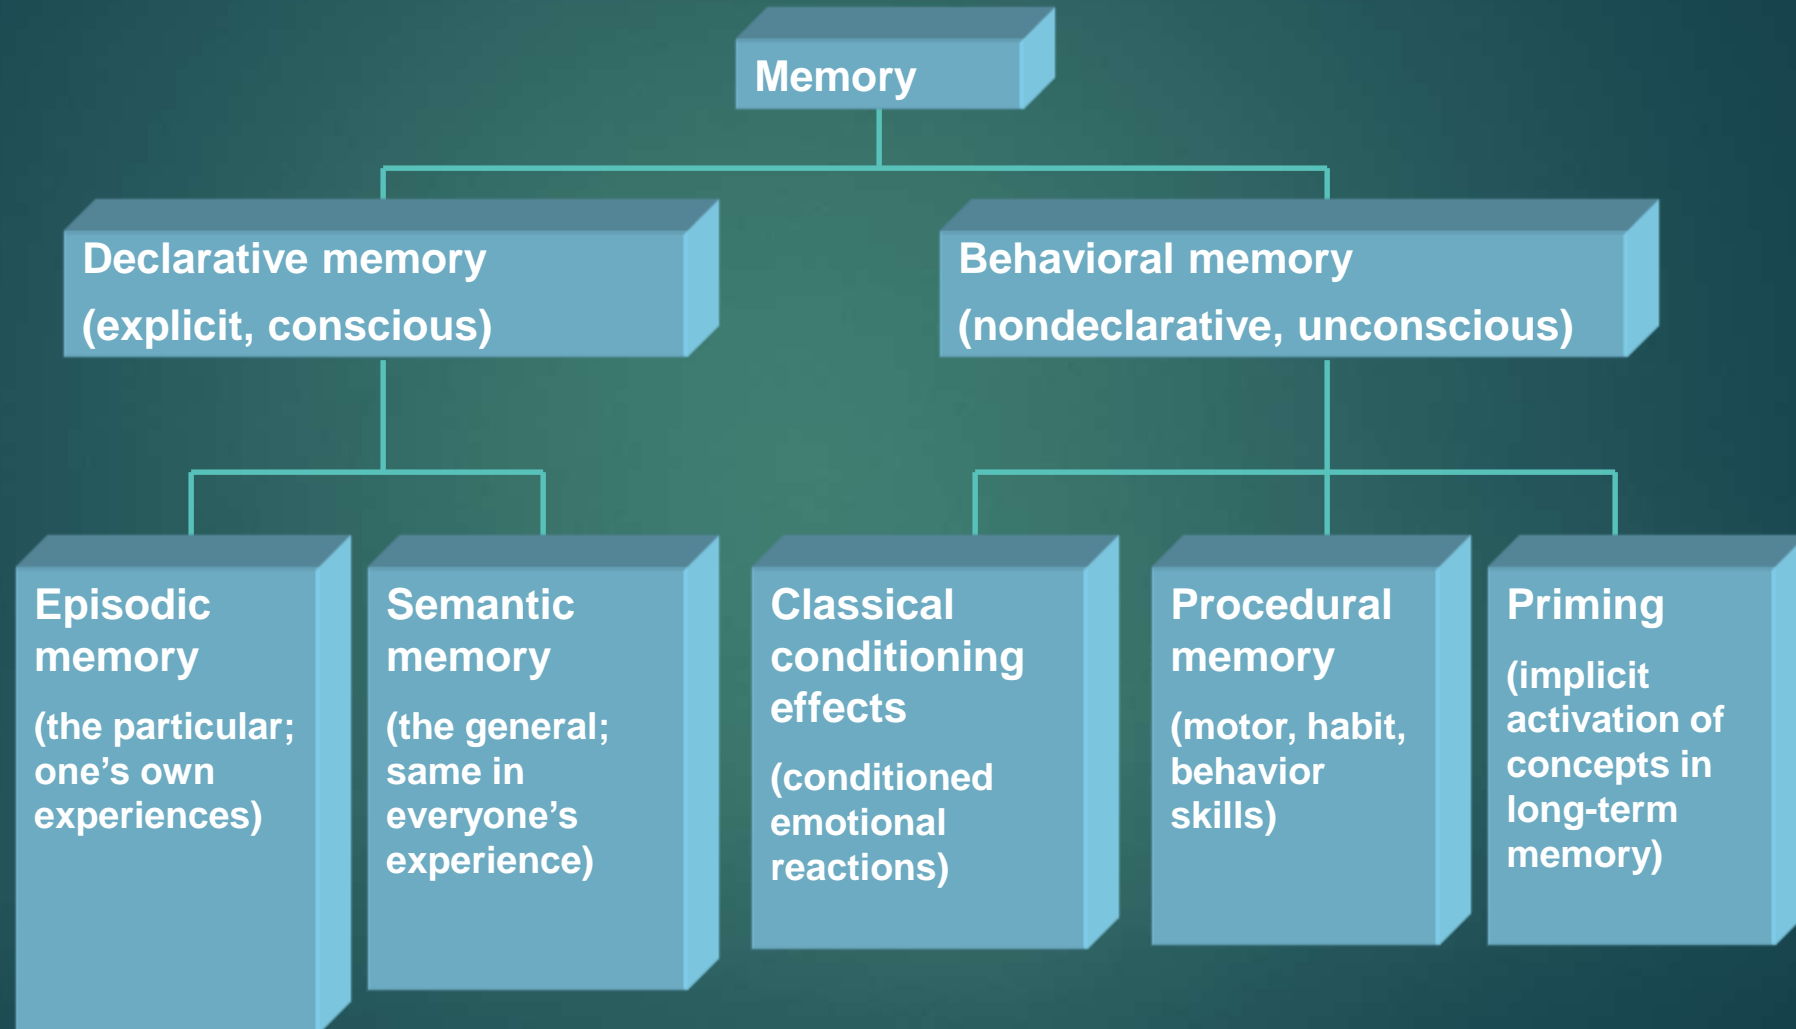 Memory
Declarative memory
(explicit, conscious)
Behavioral memory
(nondeclarative, unconscious)
Episodic
memory
(the particular;
one’s own
experiences)
Semantic
memory
(the general;
same in
everyone’s
experience)
Classical
conditioning
effects
(conditioned
emotional
reactions)
Procedural
memory
(motor, habit,
behavior
skills)
Priming
(implicit
activation of
concepts in
long-term
memory)